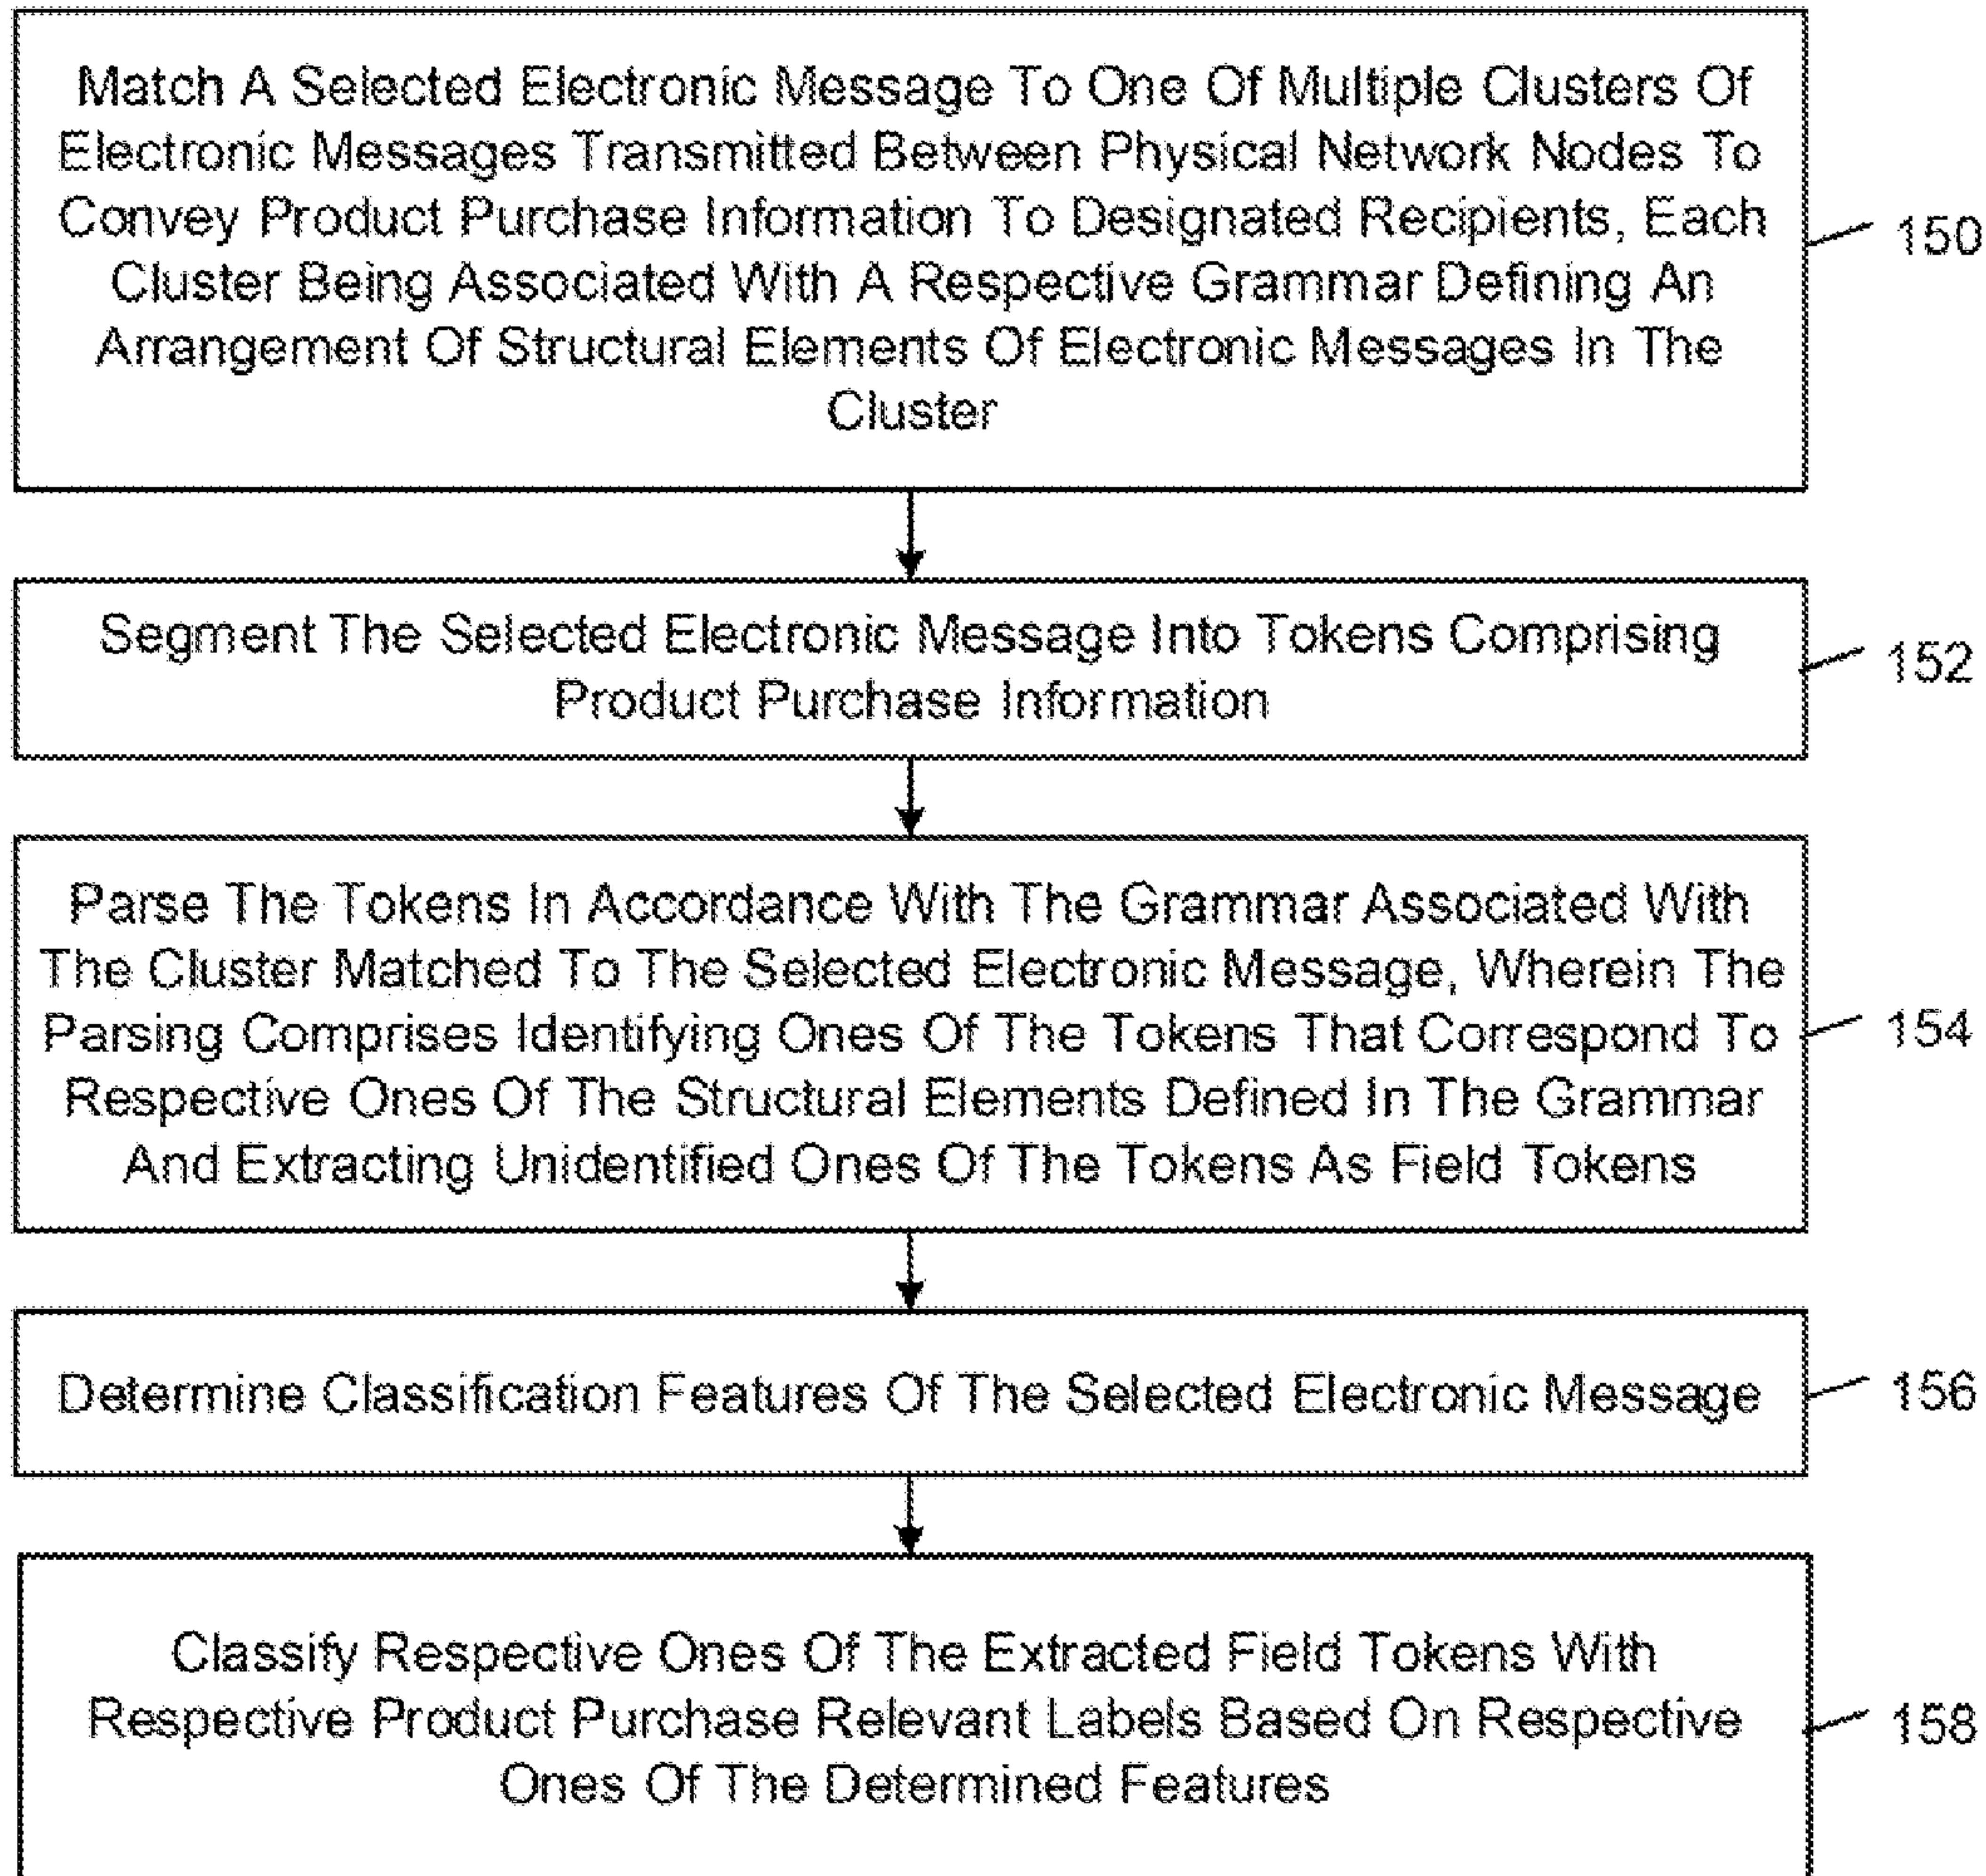 Match A Selected Electronic Message To One Of Multiple Clusters Of
Electronic Messages Transmitted Between Physical Network Nodes To
Convey Product Purchase Information To Designated Recipients, Each
Cluster Being Associated With A Respective Grammar Defining An
Arrangement Of Structural Elements Of Electronic Messages In The
Cluster
150
Segment The Selected Electronic Message Into Tokens Comprising
Product Purchase Information
152
Parse The Tokens In Accordance With The Grammar Associated With
The Cluster Matched To The Selected Electronic Message, Wherein The
Parsing Comprises Identifying Ones Of The Tokens That Correspond To
Respective Ones Of The Structural Elements Defined In The Grammar
And Extracting Unidentified Ones Of The Tokens As Field Tokens
154
Determine Classification Features Of The Selected Electronic Message
156
Classify Respective Ones Of The Extracted Field Tokens With
Respective Product Purchase Relevant Labels Based On Respective
Ones Of The Determined Features
158